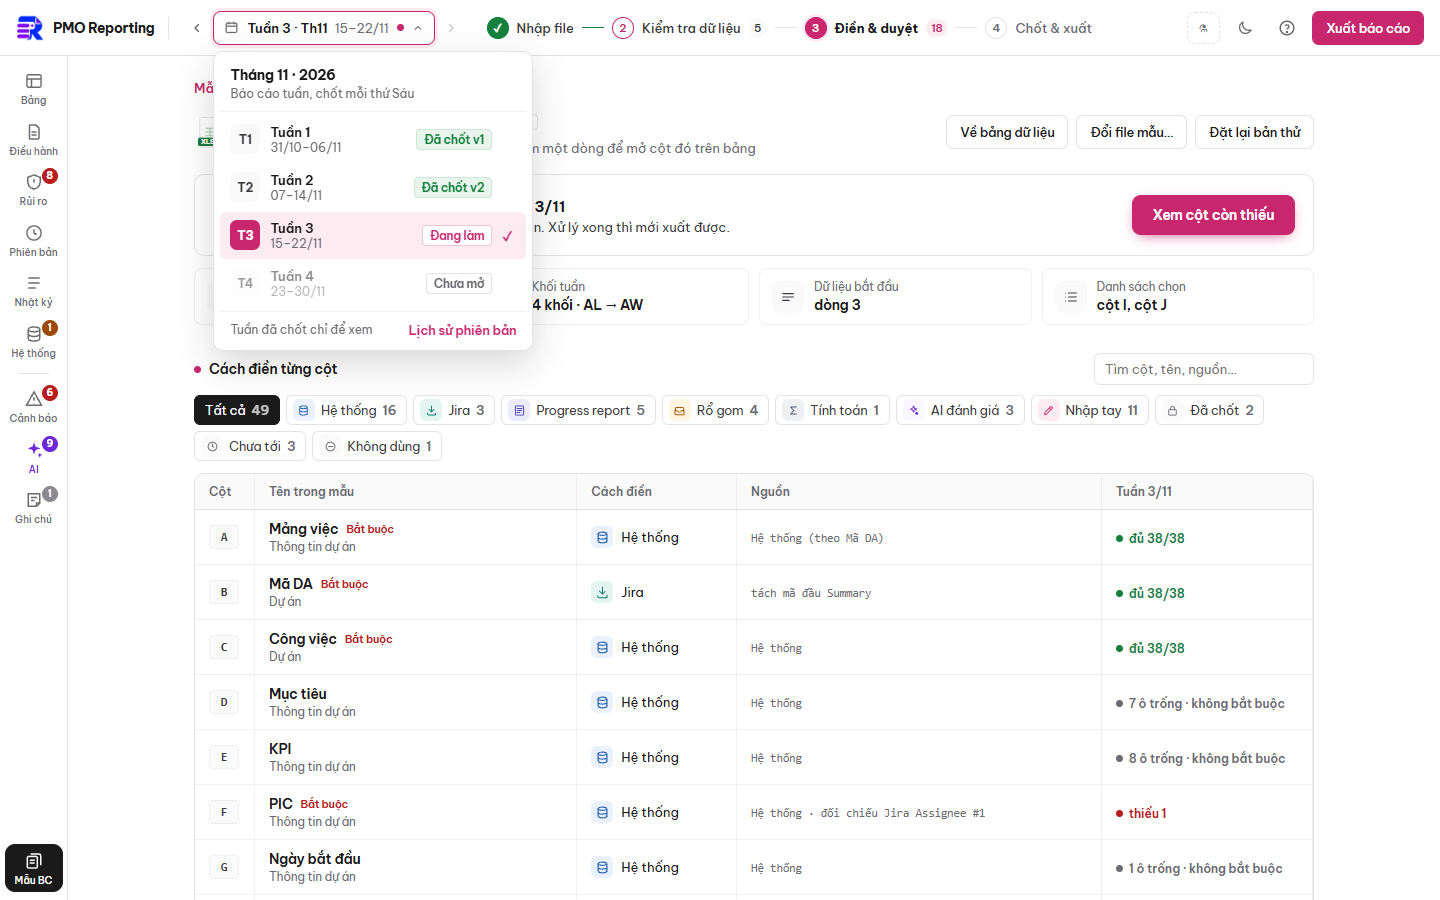 PMO Reporting
Tuần 3 · Th11 15–22/11
Nhập file
2 Kiểm tra dữ liệu 5
3 Điền & duyệt 18
4 Chốt & xuất
Xuất báo cáo
Bảng
Điều hành
8
Rủi ro
Phiên bản
Nhật ký
1
Hệ thống
6
Cảnh báo
9
AI
1
Ghi chú
Mẫu BC
Tháng 11 · 2026
Báo cáo tuần, chốt mỗi thứ Sáu
T1 Tuần 1 Đã chốt v1
31/10–06/11
T2 Tuần 2 Đã chốt v2
07–14/11
T3 Tuần 3 Đang làm
15–22/11
T4 Tuần 4 Chưa mở
23–30/11
Tuần đã chốt chỉ để xem Lịch sử phiên bản
XLS
một dòng để mở cột đó trên bảng
Về bảng dữ liệu Đổi file mẫu... Đặt lại bản thử
3/11
Xử lý xong thì mới xuất được.
Xem cột còn thiếu
Khối tuần
4 khối · AL → AW
Dữ liệu bắt đầu
dòng 3
Danh sách chọn
cột I, cột J
Cách điền từng cột
Tìm cột, tên, nguồn...
Tất cả 49 Hệ thống 16 Jira 3 Progress report 5 Rổ gom 4 Tính toán 1 AI đánh giá 3 Nhập tay 11 Đã chốt 2
Chưa tới 3 Không dùng 1
Cột Tên trong mẫu Cách điền Nguồn Tuần 3/11
A Mảng việc Bắt buộc Hệ thống Hệ thống (theo Mã DA) đủ 38/38
Thông tin dự án
B Mã DA Bắt buộc Jira tách mã đầu Summary đủ 38/38
Dự án
C Công việc Bắt buộc Hệ thống Hệ thống đủ 38/38
Dự án
D Mục tiêu Hệ thống Hệ thống 7 ô trống · không bắt buộc
Thông tin dự án
E KPI Hệ thống Hệ thống 8 ô trống · không bắt buộc
Thông tin dự án
F PIC Bắt buộc Hệ thống Hệ thống · đối chiếu Jira Assignee #1 thiếu 1
Thông tin dự án
G Ngày bắt đầu Hệ thống Hệ thống 1 ô trống · không bắt buộc
Thông tin dự án